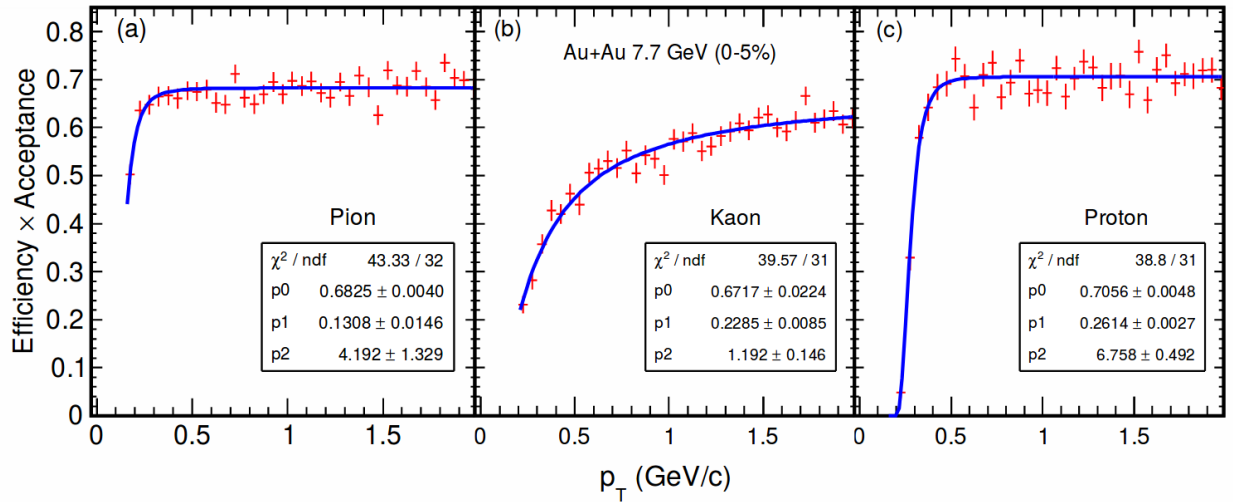 (a)
(b)
(c)
Au+Au 7.7 GeV (0-5%)
Efficiency × Acceptance
0.8
0.7
0.6
0.5
0.4
0.3
0.2
0.1
0
Pion
χ² / ndf 43.33 / 32
p0 0.6825 ± 0.0040
p1 0.1308 ± 0.0146
p2 4.192 ± 1.329
Kaon
χ² / ndf 39.57 / 31
p0 0.6717 ± 0.0224
p1 0.2285 ± 0.0085
p2 1.192 ± 0.146
Proton
χ² / ndf 38.8 / 31
p0 0.7056 ± 0.0048
p1 0.2614 ± 0.0027
p2 6.758 ± 0.492
0 0.5 1 1.5
0 0.5 1 1.5
0 0.5 1 1.5
p_T (GeV/c)